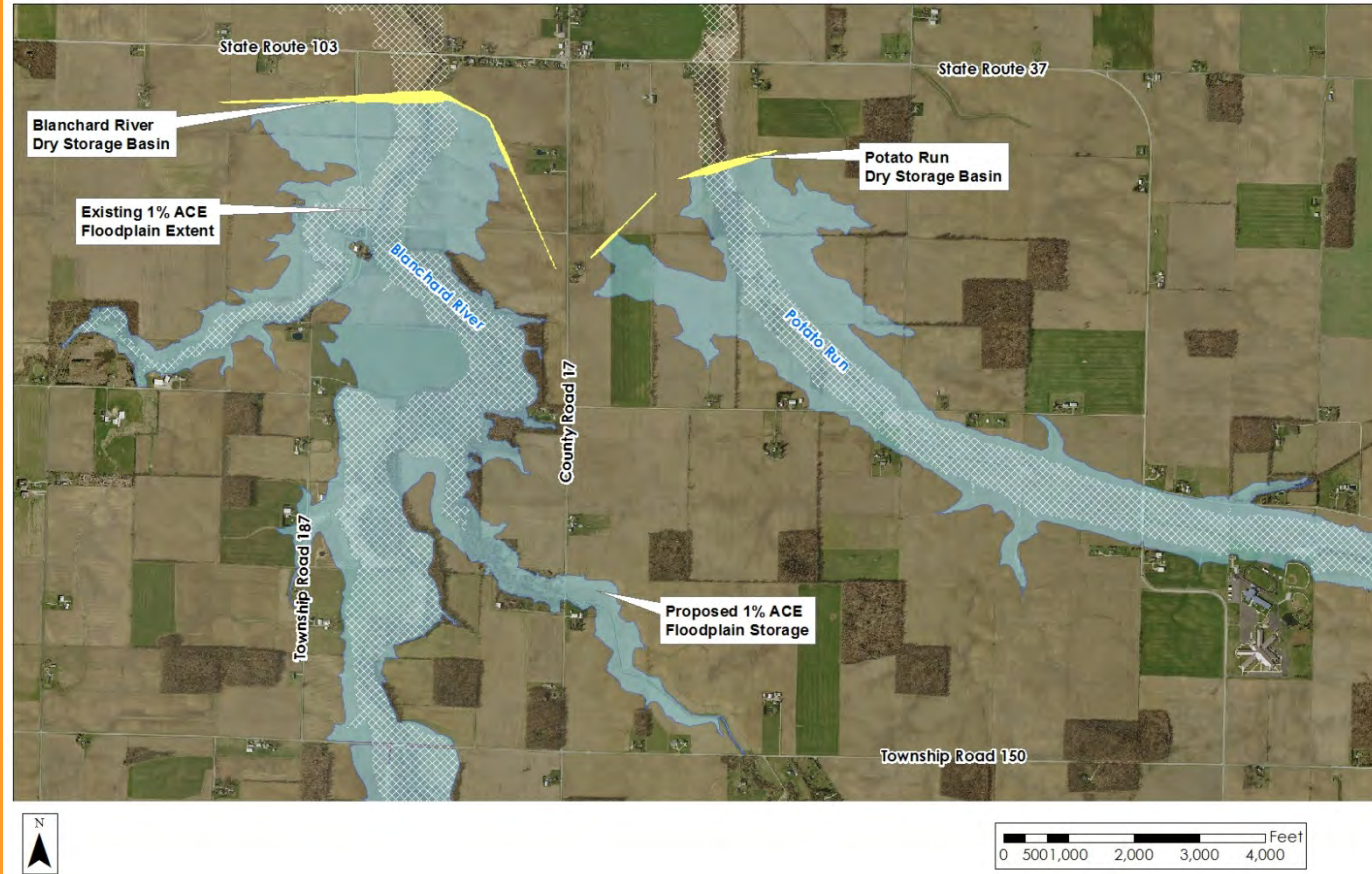 State Route 103
State Route 37
Blanchard River
Dry Storage Basin
Potato Run
Dry Storage Basin
Existing 1% ACE
Floodplain Extent
Blanchard River
Potato Run
County Road 17
Township Road 187
Proposed 1% ACE
Floodplain Storage
Township Road 150
N
Feet
0 500 1,000 2,000 3,000 4,000